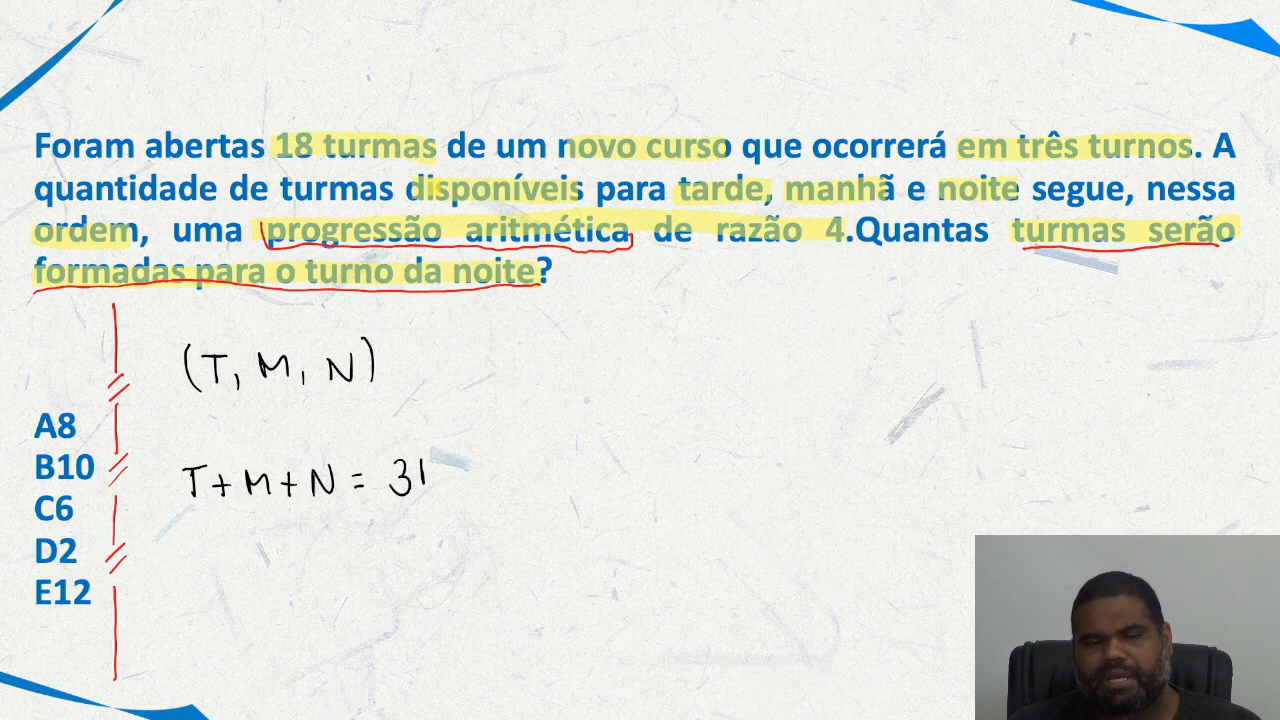 Foram abertas 18 turmas de um novo curso que ocorrerá em três turnos. A
quantidade de turmas disponíveis para tarde, manhã e noite segue, nessa
ordem, uma progressão aritmética de razão 4.Quantas turmas serão
formadas para o turno da noite?
(T, M, N)
A8
B10
T+M+N = 31
C6
D2
E12